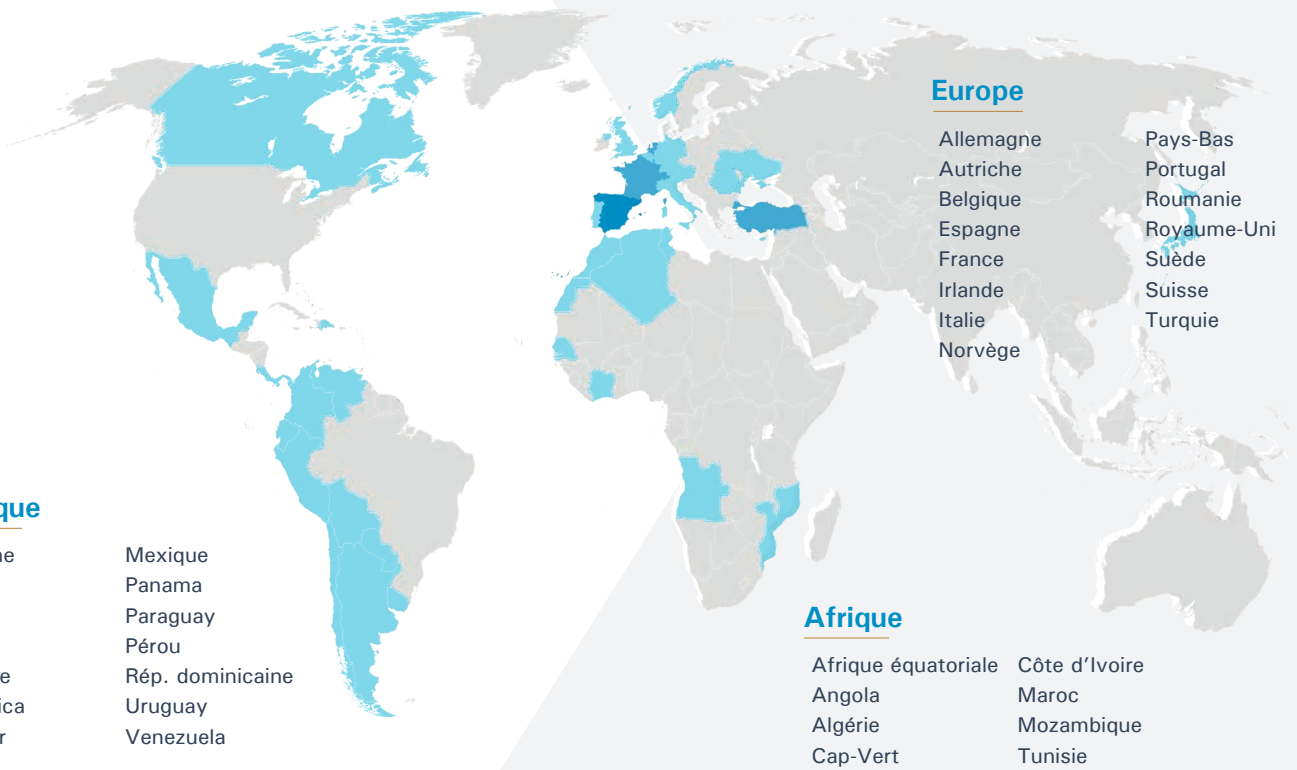 Europe
Allemagne
Autriche
Belgique
Espagne
France
Irlande
Italie
Norvège
Pays-Bas
Portugal
Roumanie
Royaume-Uni
Suède
Suisse
Turquie
Mexique
Panama
Paraguay
Pérou
Rép. dominicaine
Uruguay
Venezuela
Afrique
Afrique équatoriale
Angola
Algérie
Cap-Vert
Côte d'Ivoire
Maroc
Mozambique
Tunisie